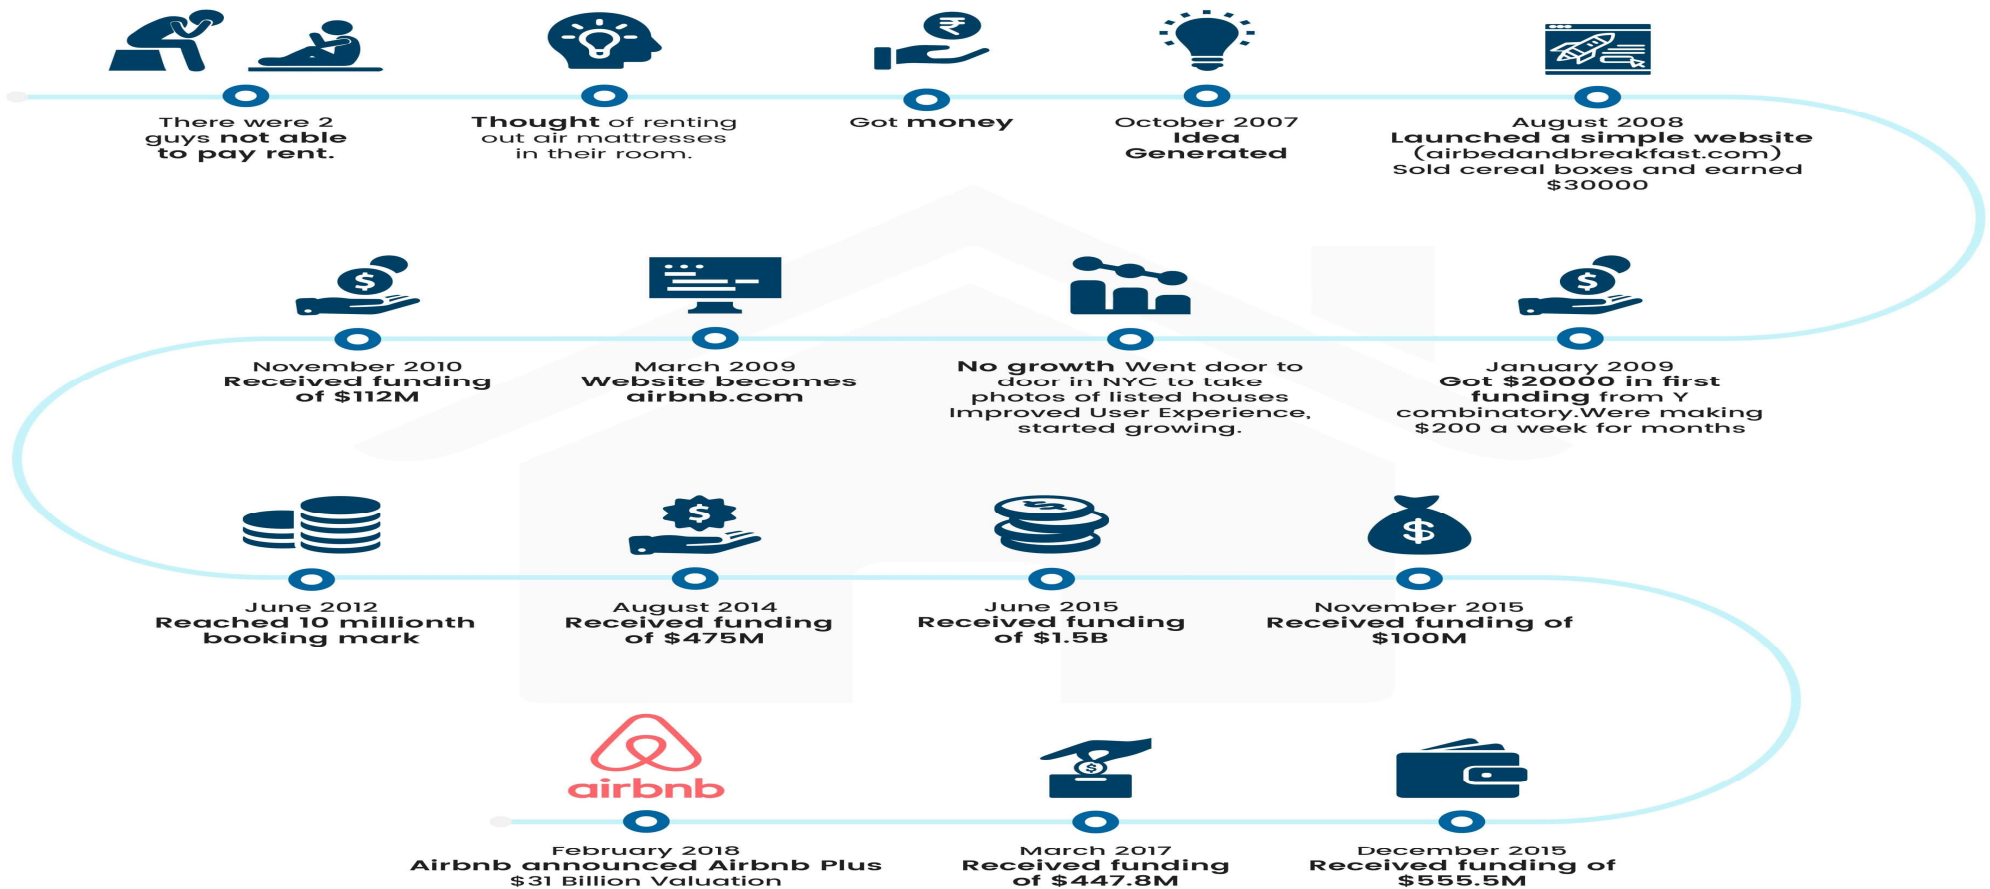 There were 2
guys not able
to pay rent.
Thought of renting
out air mattresses
in their room.
₹
Got money
October 2007
Idea
Generated
August 2008
Launched a simple website
(airbedandbreakfast.com)
Sold cereal boxes and earned
$30000
$
January 2009
Got $20000 in first
funding from Y
combinatory.Were making
$200 a week for months
No growth Went door to
door in NYC to take
photos of listed houses
Improved User Experience,
started growing.
March 2009
Website becomes
airbnb.com
$
November 2010
Received funding
of $112M
June 2012
Reached 10 millionth
booking mark
$
August 2014
Received funding
of $475M
$
June 2015
Received funding
of $1.5B
$
November 2015
Received funding of
$100M
December 2015
Received funding of
$555.5M
$
March 2017
Received funding
of $447.8M
airbnb
February 2018
Airbnb announced Airbnb Plus
$31 Billion Valuation